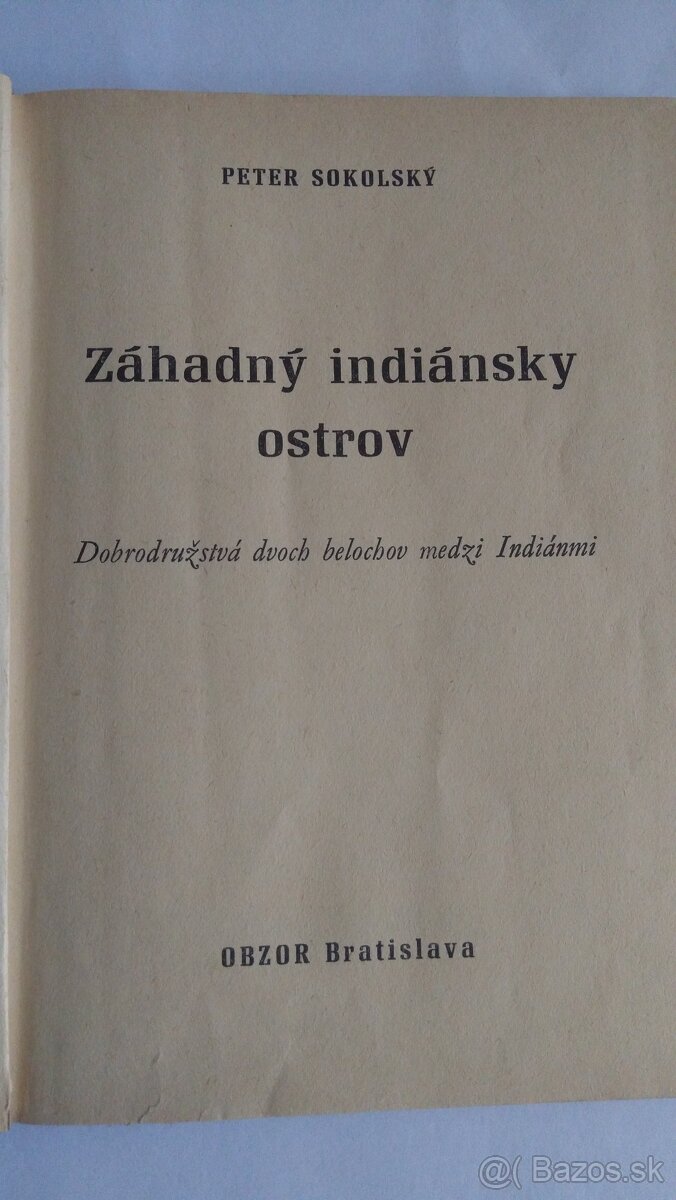 PETER SOKOLSKÝ
Záhadný indiánsky
ostrov
Dobrodružstvá dvoch belochov medzi Indiánmi
OBZOR Bratislava
@( Bazos.sk